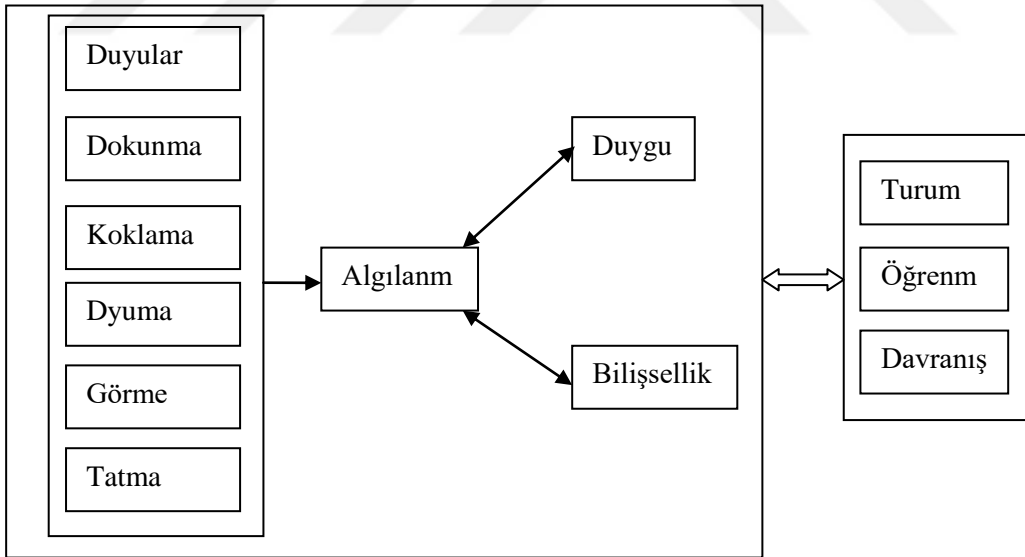 Duyular
Dokunma
Koklama
Dyuma
Görme
Tatma
Algılanm
Duygu
Bilişsellik
Turum
Öğrenm
Davranış